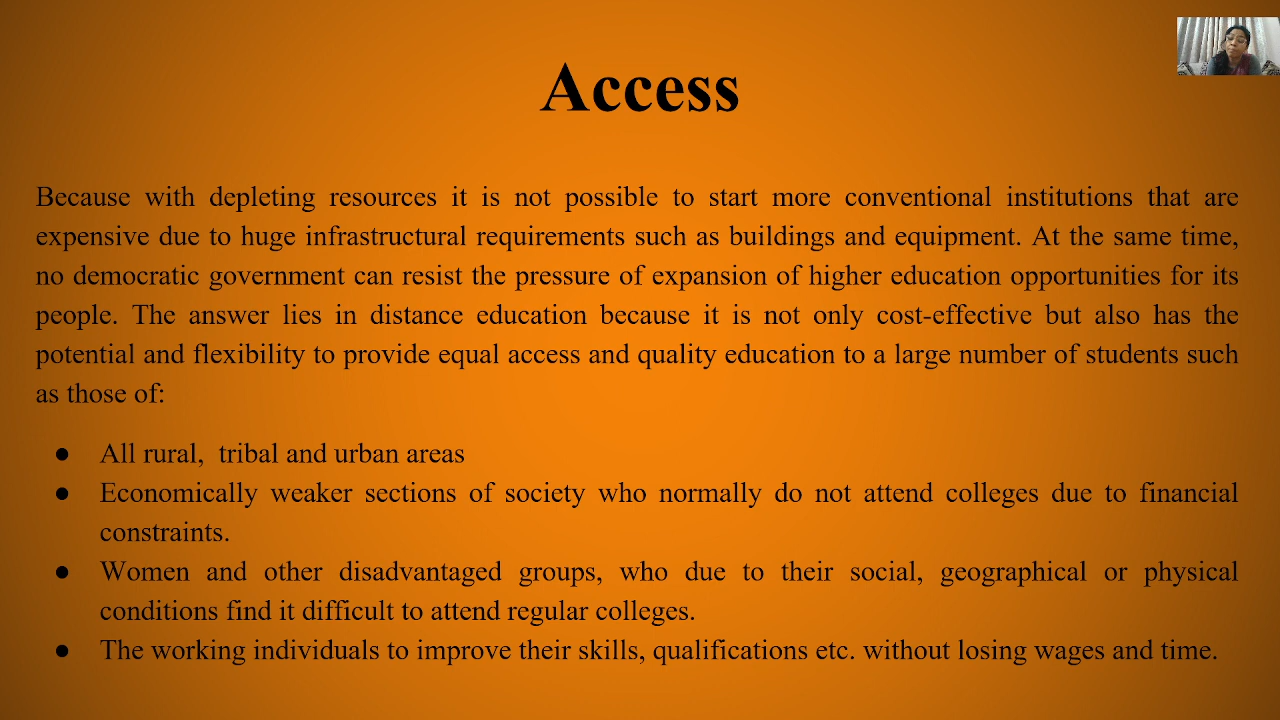 Access
Because with depleting resources it is not possible to start more conventional institutions that are
expensive due to huge infrastructural requirements such as buildings and equipment. At the same time,
no democratic government can resist the pressure of expansion of higher education opportunities for its
people. The answer lies in distance education because it is not only cost-effective but also has the
potential and flexibility to provide equal access and quality education to a large number of students such
as those of:
● All rural,  tribal and urban areas
● Economically weaker sections of society who normally do not attend colleges due to financial
constraints.
● Women and other disadvantaged groups, who due to their social, geographical or physical
conditions find it difficult to attend regular colleges.
● The working individuals to improve their skills, qualifications etc. without losing wages and time.